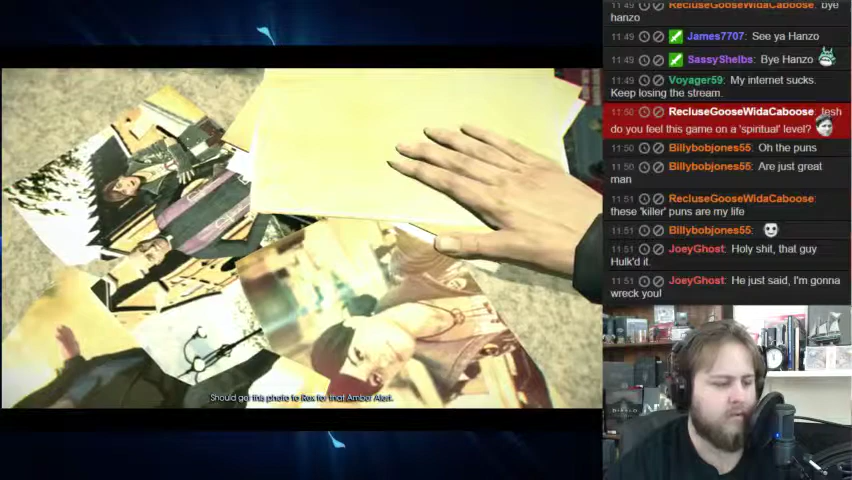 11:49 RecluseGooseWidaCaboose: bye
hanzo
11:49 James7707: See ya Hanzo
11:49 SassyShelbs: Bye Hanzo
11:49 Voyager59: My internet sucks.
Keep losing the stream.
11:50 RecluseGooseWidaCaboose: tesh
do you feel this game on a 'spiritual' level?
11:50 Billybobjones55: Oh the puns
11:50 Billybobjones55: Are just great
man
11:51 RecluseGooseWidaCaboose:
these 'killer' puns are my life
11:51 Billybobjones55:
11:51 JoeyGhost: Holy shit, that guy
Hulk'd it.
11:51 JoeyGhost: He just said, I'm gonna
wreck you!
Should get this photo to Rex for that Amber Alert.
DIABLO